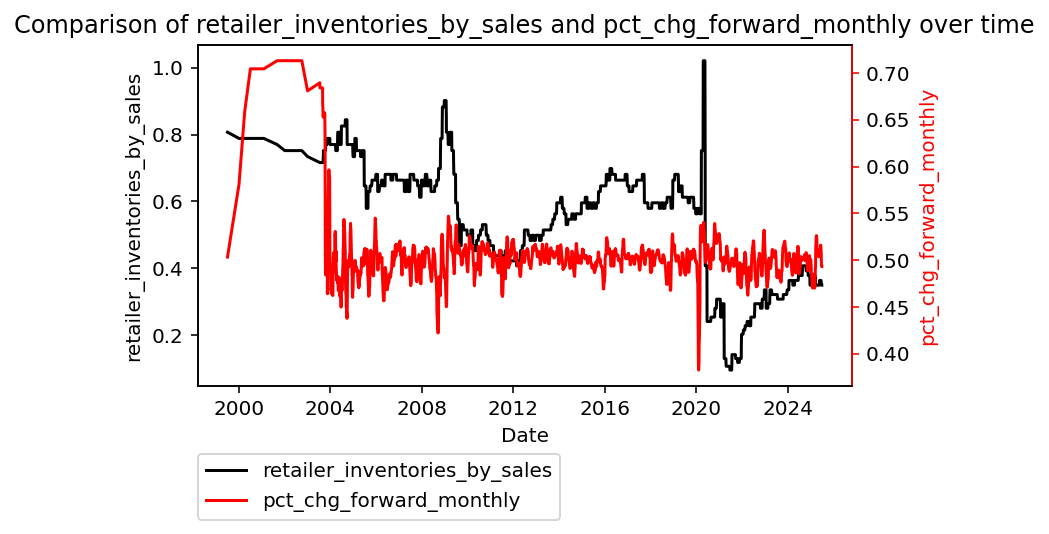 Comparison of retailer_inventories_by_sales and pct_chg_forward_monthly over time
retailer_inventories_by_sales
1.0
0.8
0.6
0.4
0.2
0.70
0.65
0.60
0.55
0.50
0.45
0.40
pct_chg_forward_monthly
2000 2004 2008 2012 2016 2020 2024
Date
retailer_inventories_by_sales
pct_chg_forward_monthly